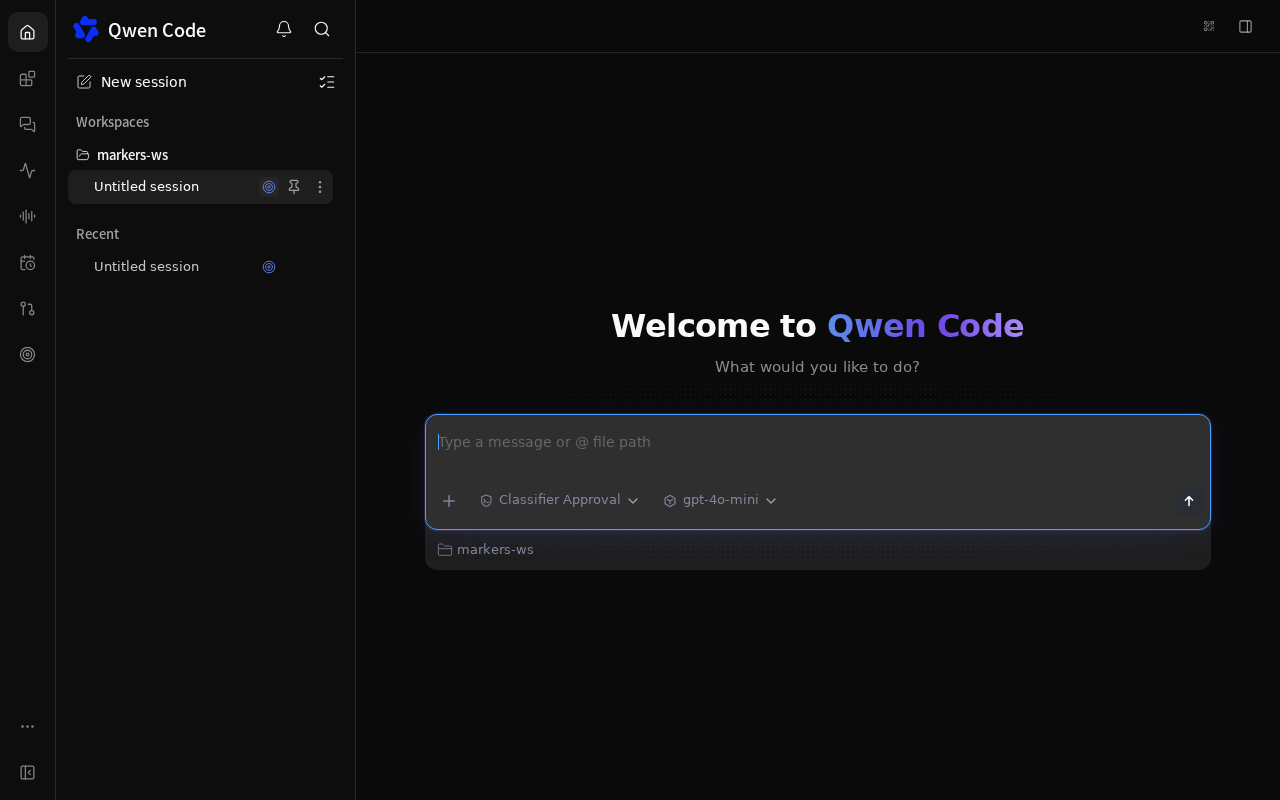 Qwen Code
New session
Workspaces
markers-ws
Untitled session
Recent
Untitled session
Welcome to Qwen Code
What would you like to do?
Type a message or @ file path
Classifier Approval
gpt-4o-mini
markers-ws